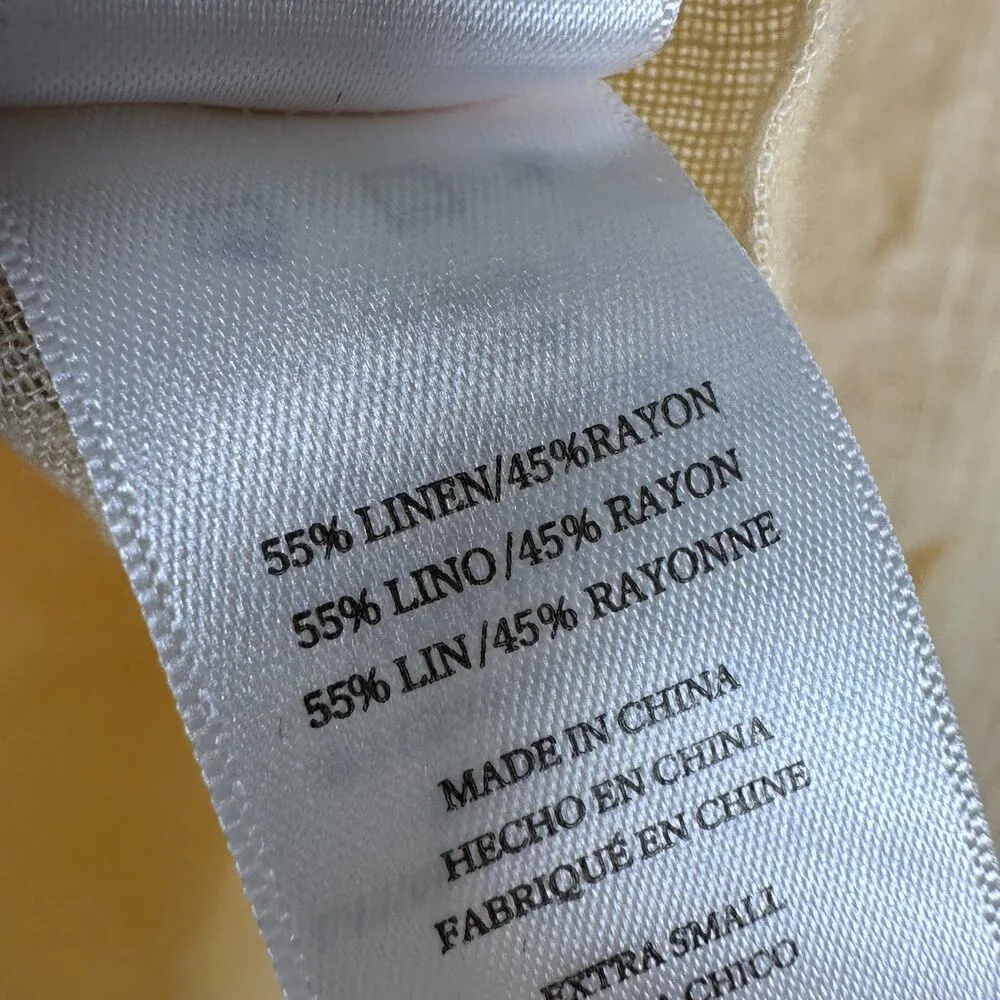 55% LINEN/45%RAYON
55% LINO/45% RAYON
55% LIN/45% RAYONNE
MADE IN CHINA
HECHO EN CHINA
FABRIQUÉ EN CHINE
EXTRA SMALL
CHICO